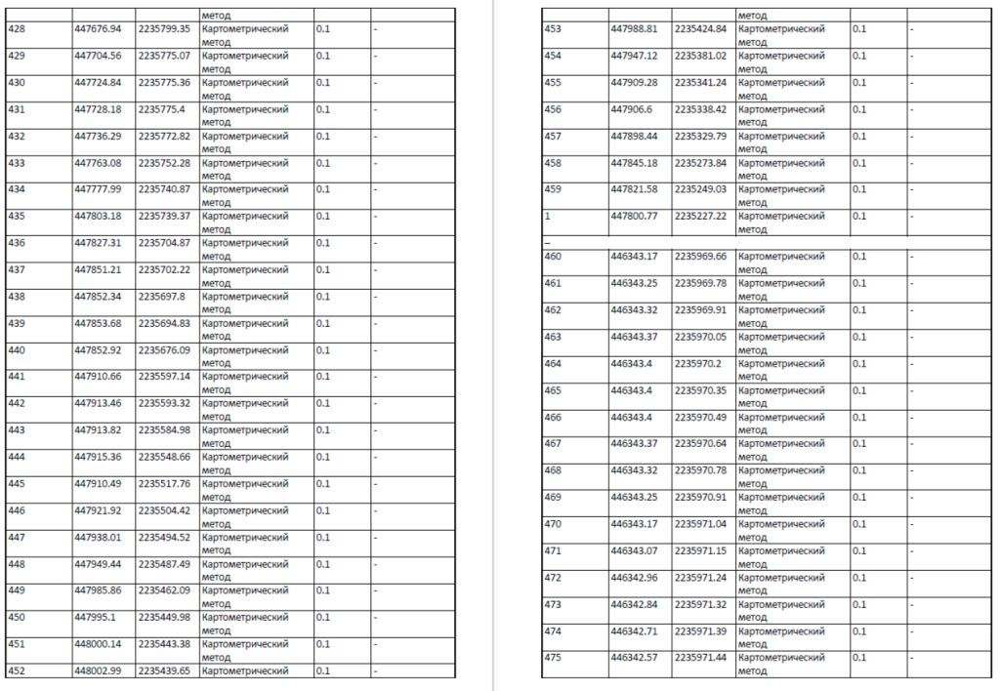 метод
428 447676.94 2235799.35 Картометрический 0.1 -
метод
429 447704.56 2235775.07 Картометрический 0.1 -
метод
430 447724.84 2235775.36 Картометрический 0.1 -
метод
431 447728.18 2235775.4 Картометрический 0.1 -
метод
432 447736.29 2235772.82 Картометрический 0.1 -
метод
433 447763.08 2235752.28 Картометрический 0.1 -
метод
434 447777.99 2235740.87 Картометрический 0.1 -
метод
435 447803.18 2235739.37 Картометрический 0.1 -
метод
436 447827.31 2235704.87 Картометрический 0.1 -
метод
437 447851.21 2235702.22 Картометрический 0.1 -
метод
438 447852.34 2235697.8 Картометрический 0.1 -
метод
439 447853.68 2235694.83 Картометрический 0.1 -
метод
440 447852.92 2235676.09 Картометрический 0.1 -
метод
441 447910.66 2235597.14 Картометрический 0.1 -
метод
442 447913.46 2235593.32 Картометрический 0.1 -
метод
443 447913.82 2235584.98 Картометрический 0.1 -
метод
444 447915.36 2235548.66 Картометрический 0.1 -
метод
445 447910.49 2235517.76 Картометрический 0.1 -
метод
446 447921.92 2235504.42 Картометрический 0.1 -
метод
447 447938.01 2235494.52 Картометрический 0.1 -
метод
448 447949.44 2235487.49 Картометрический 0.1 -
метод
449 447985.86 2235462.09 Картометрический 0.1 -
метод
450 447995.1 2235449.98 Картометрический 0.1 -
метод
451 448000.14 2235443.38 Картометрический 0.1 -
метод
452 448002.99 2235439.65 Картометрический 0.1 -
метод
453 447988.81 2235424.84 Картометрический 0.1 -
метод
454 447947.12 2235381.02 Картометрический 0.1 -
метод
455 447909.28 2235341.24 Картометрический 0.1 -
метод
456 447906.6 2235338.42 Картометрический 0.1 -
метод
457 447898.44 2235329.79 Картометрический 0.1 -
метод
458 447845.18 2235273.84 Картометрический 0.1 -
метод
459 447821.58 2235249.03 Картометрический 0.1 -
метод
1 447800.77 2235227.22 Картометрический 0.1 -
метод
–
460 446343.17 2235969.66 Картометрический 0.1 -
метод
461 446343.25 2235969.78 Картометрический 0.1 -
метод
462 446343.32 2235969.91 Картометрический 0.1 -
метод
463 446343.37 2235970.05 Картометрический 0.1 -
метод
464 446343.4 2235970.2 Картометрический 0.1 -
метод
465 446343.4 2235970.35 Картометрический 0.1 -
метод
466 446343.4 2235970.49 Картометрический 0.1 -
метод
467 446343.37 2235970.64 Картометрический 0.1 -
метод
468 446343.32 2235970.78 Картометрический 0.1 -
метод
469 446343.25 2235970.91 Картометрический 0.1 -
метод
470 446343.17 2235971.04 Картометрический 0.1 -
метод
471 446343.07 2235971.15 Картометрический 0.1 -
метод
472 446342.96 2235971.24 Картометрический 0.1 -
метод
473 446342.84 2235971.32 Картометрический 0.1 -
метод
474 446342.71 2235971.39 Картометрический 0.1 -
метод
475 446342.57 2235971.44 Картометрический 0.1 -
метод